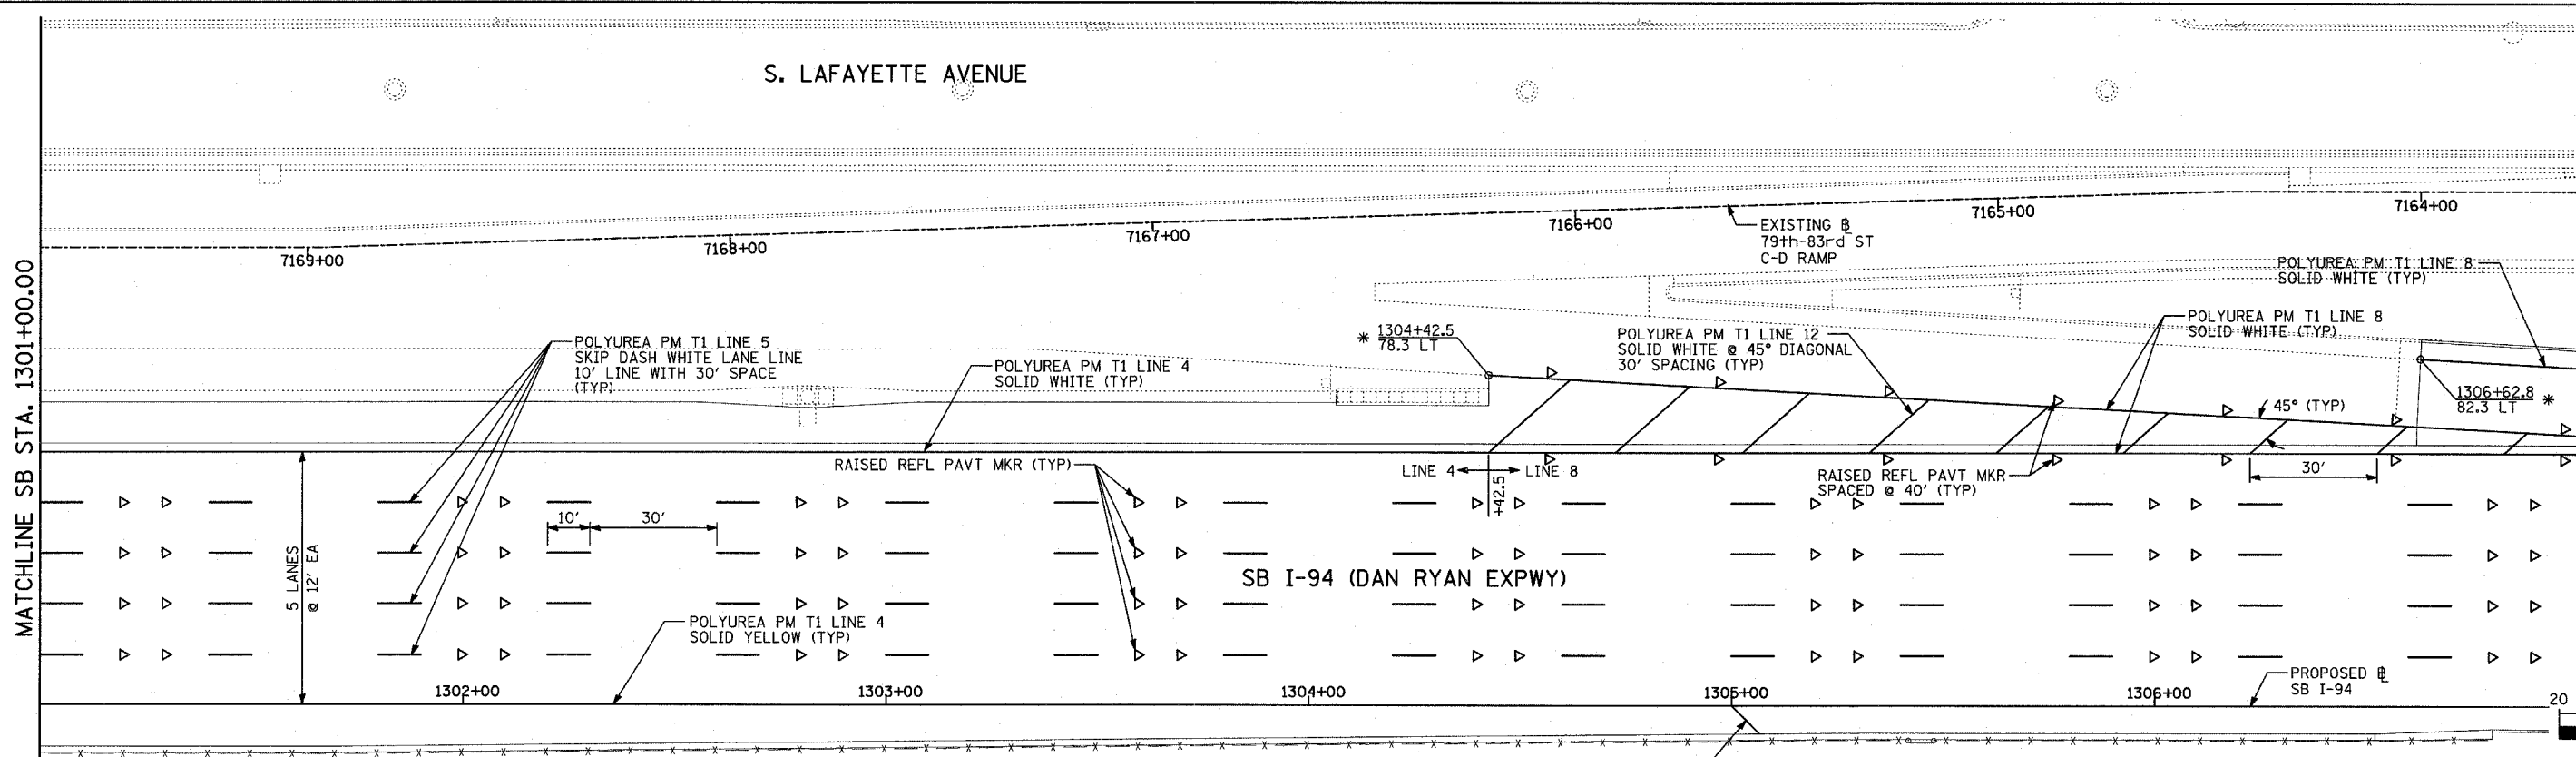 S. LAFAYETTE AVENUE
7169+00
7168+00
7167+00
7166+00
7165+00
7164+00
EXISTING B
79th-83rd ST
C-D RAMP
MATCHLINE SB STA. 1301+00.00
POLYUREA PM T1 LINE 5
SKIP DASH WHITE LANE LINE
10' LINE WITH 30' SPACE
(TYP)
POLYUREA PM T1 LINE 4
SOLID WHITE (TYP)
* 1304+42.5
78.3 LT
POLYUREA PM T1 LINE 12
SOLID WHITE @ 45° DIAGONAL
30' SPACING (TYP)
POLYUREA PM T1 LINE 8
SOLID WHITE (TYP)
POLYUREA PM T1 LINE 8
SOLID WHITE (TYP)
1306+62.8 *
82.3 LT
45° (TYP)
RAISED REFL PAVT MKR (TYP)
LINE 4
LINE 8
+42.5
RAISED REFL PAVT MKR
SPACED @ 40' (TYP)
30'
10'
30'
5 LANES
@ 12' EA
SB I-94 (DAN RYAN EXPWY)
POLYUREA PM T1 LINE 4
SOLID YELLOW (TYP)
1302+00
1303+00
1304+00
1305+00
1306+00
PROPOSED B
SB I-94
20